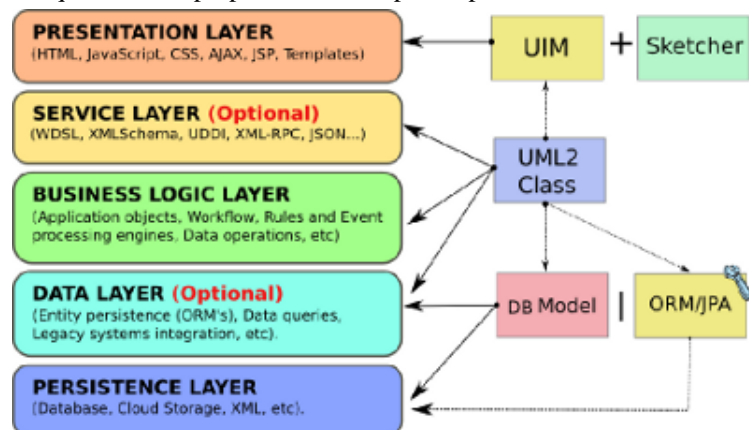 PRESENTATION LAYER
(HTML, JavaScript, CSS, AJAX, JSP, Templates)
UIM
+
Sketcher
SERVICE LAYER (Optional)
(WDSL, XMLSchema, UDDI, XML-RPC, JSON...)
UML2
Class
BUSINESS LOGIC LAYER
(Application objects, Workflow, Rules and Event
processing engines, Data operations, etc)
DATA LAYER (Optional)
(Entity persistence (ORM's), Data queries,
Legacy systems integration, etc).
DB Model
|
ORM/JPA
PERSISTENCE LAYER
(Database, Cloud Storage, XML, etc).